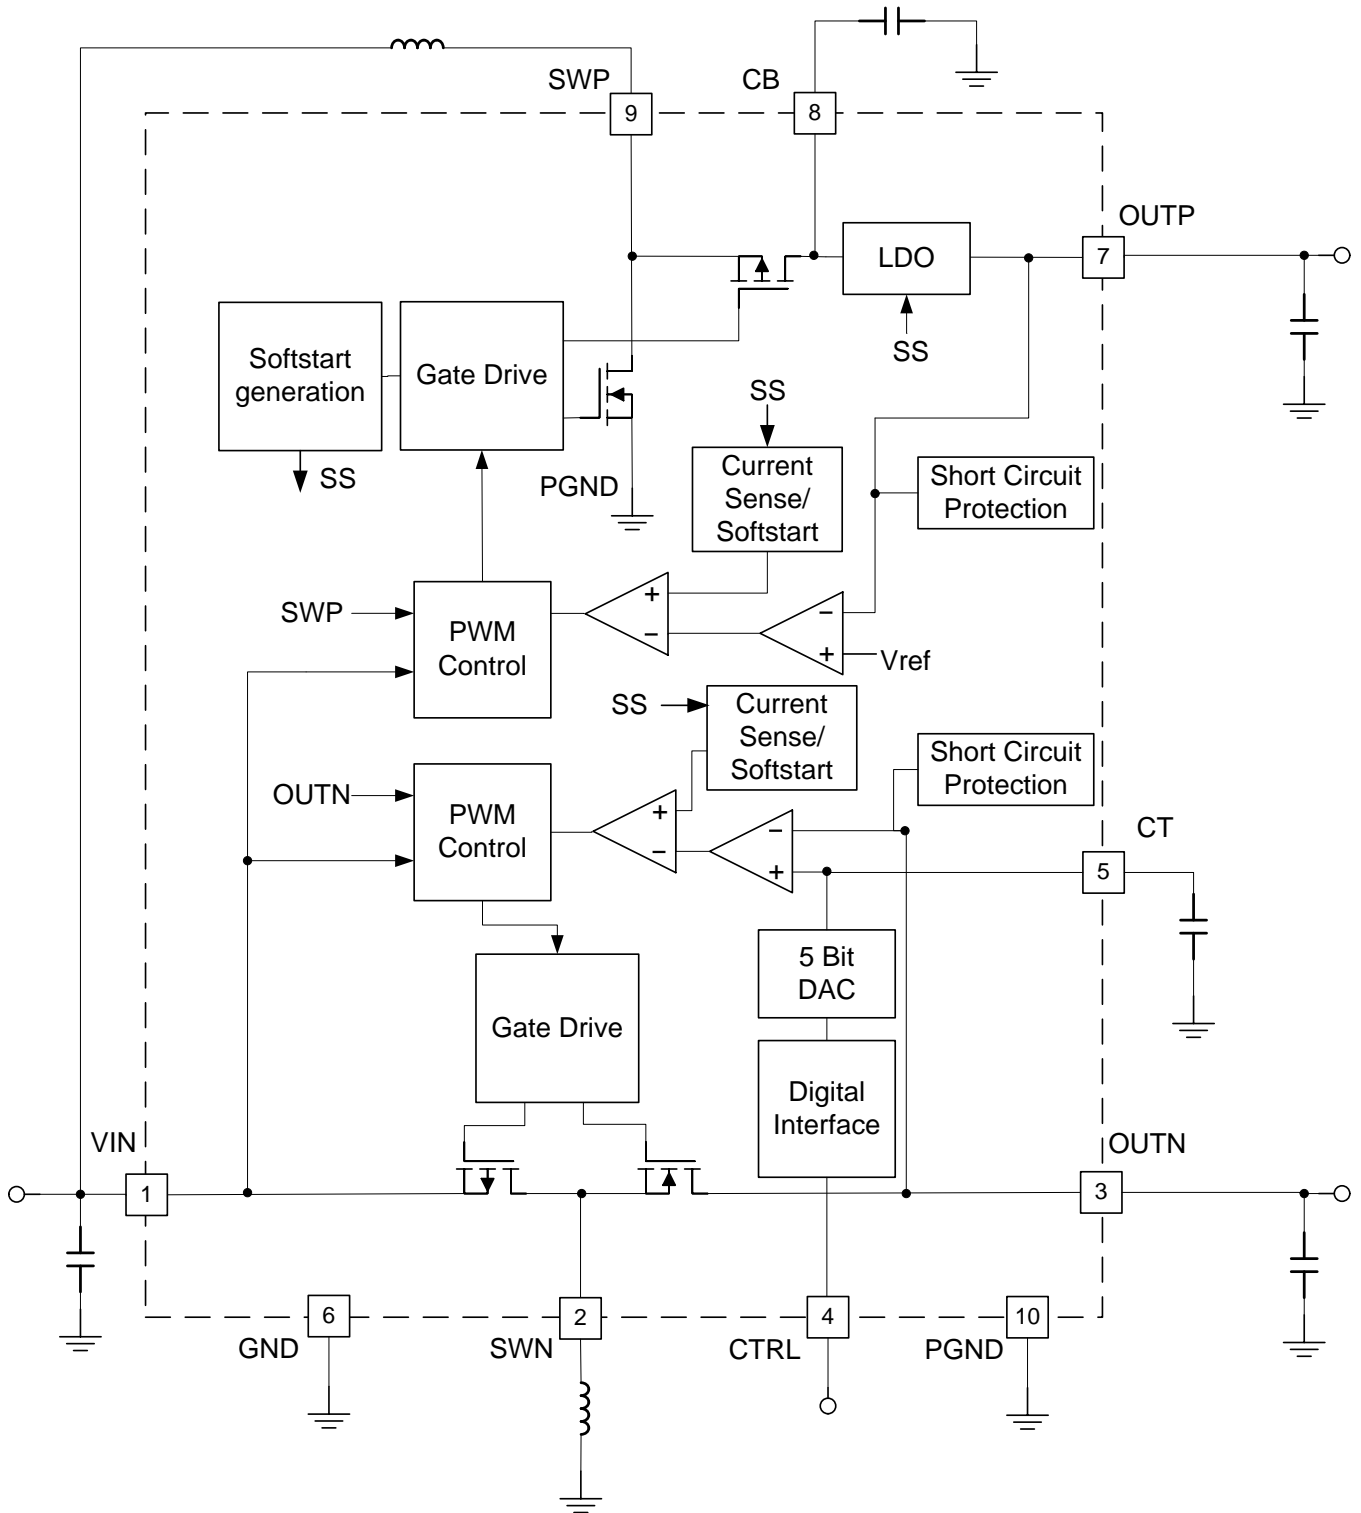 SWP
CB
9
8
OUTP
7
LDO
SS
Softstart
generation
Gate Drive
SS
SS
PGND
Current
Sense/
Softstart
Short Circuit
Protection
SWP
PWM
Control
+
−
−
+
Vref
SS
Current
Sense/
Softstart
Short Circuit
Protection
OUTN
PWM
Control
+
−
−
+
CT
5
5 Bit
DAC
Gate Drive
Digital
Interface
VIN
1
OUTN
3
6
GND
2
SWN
4
CTRL
10
PGND